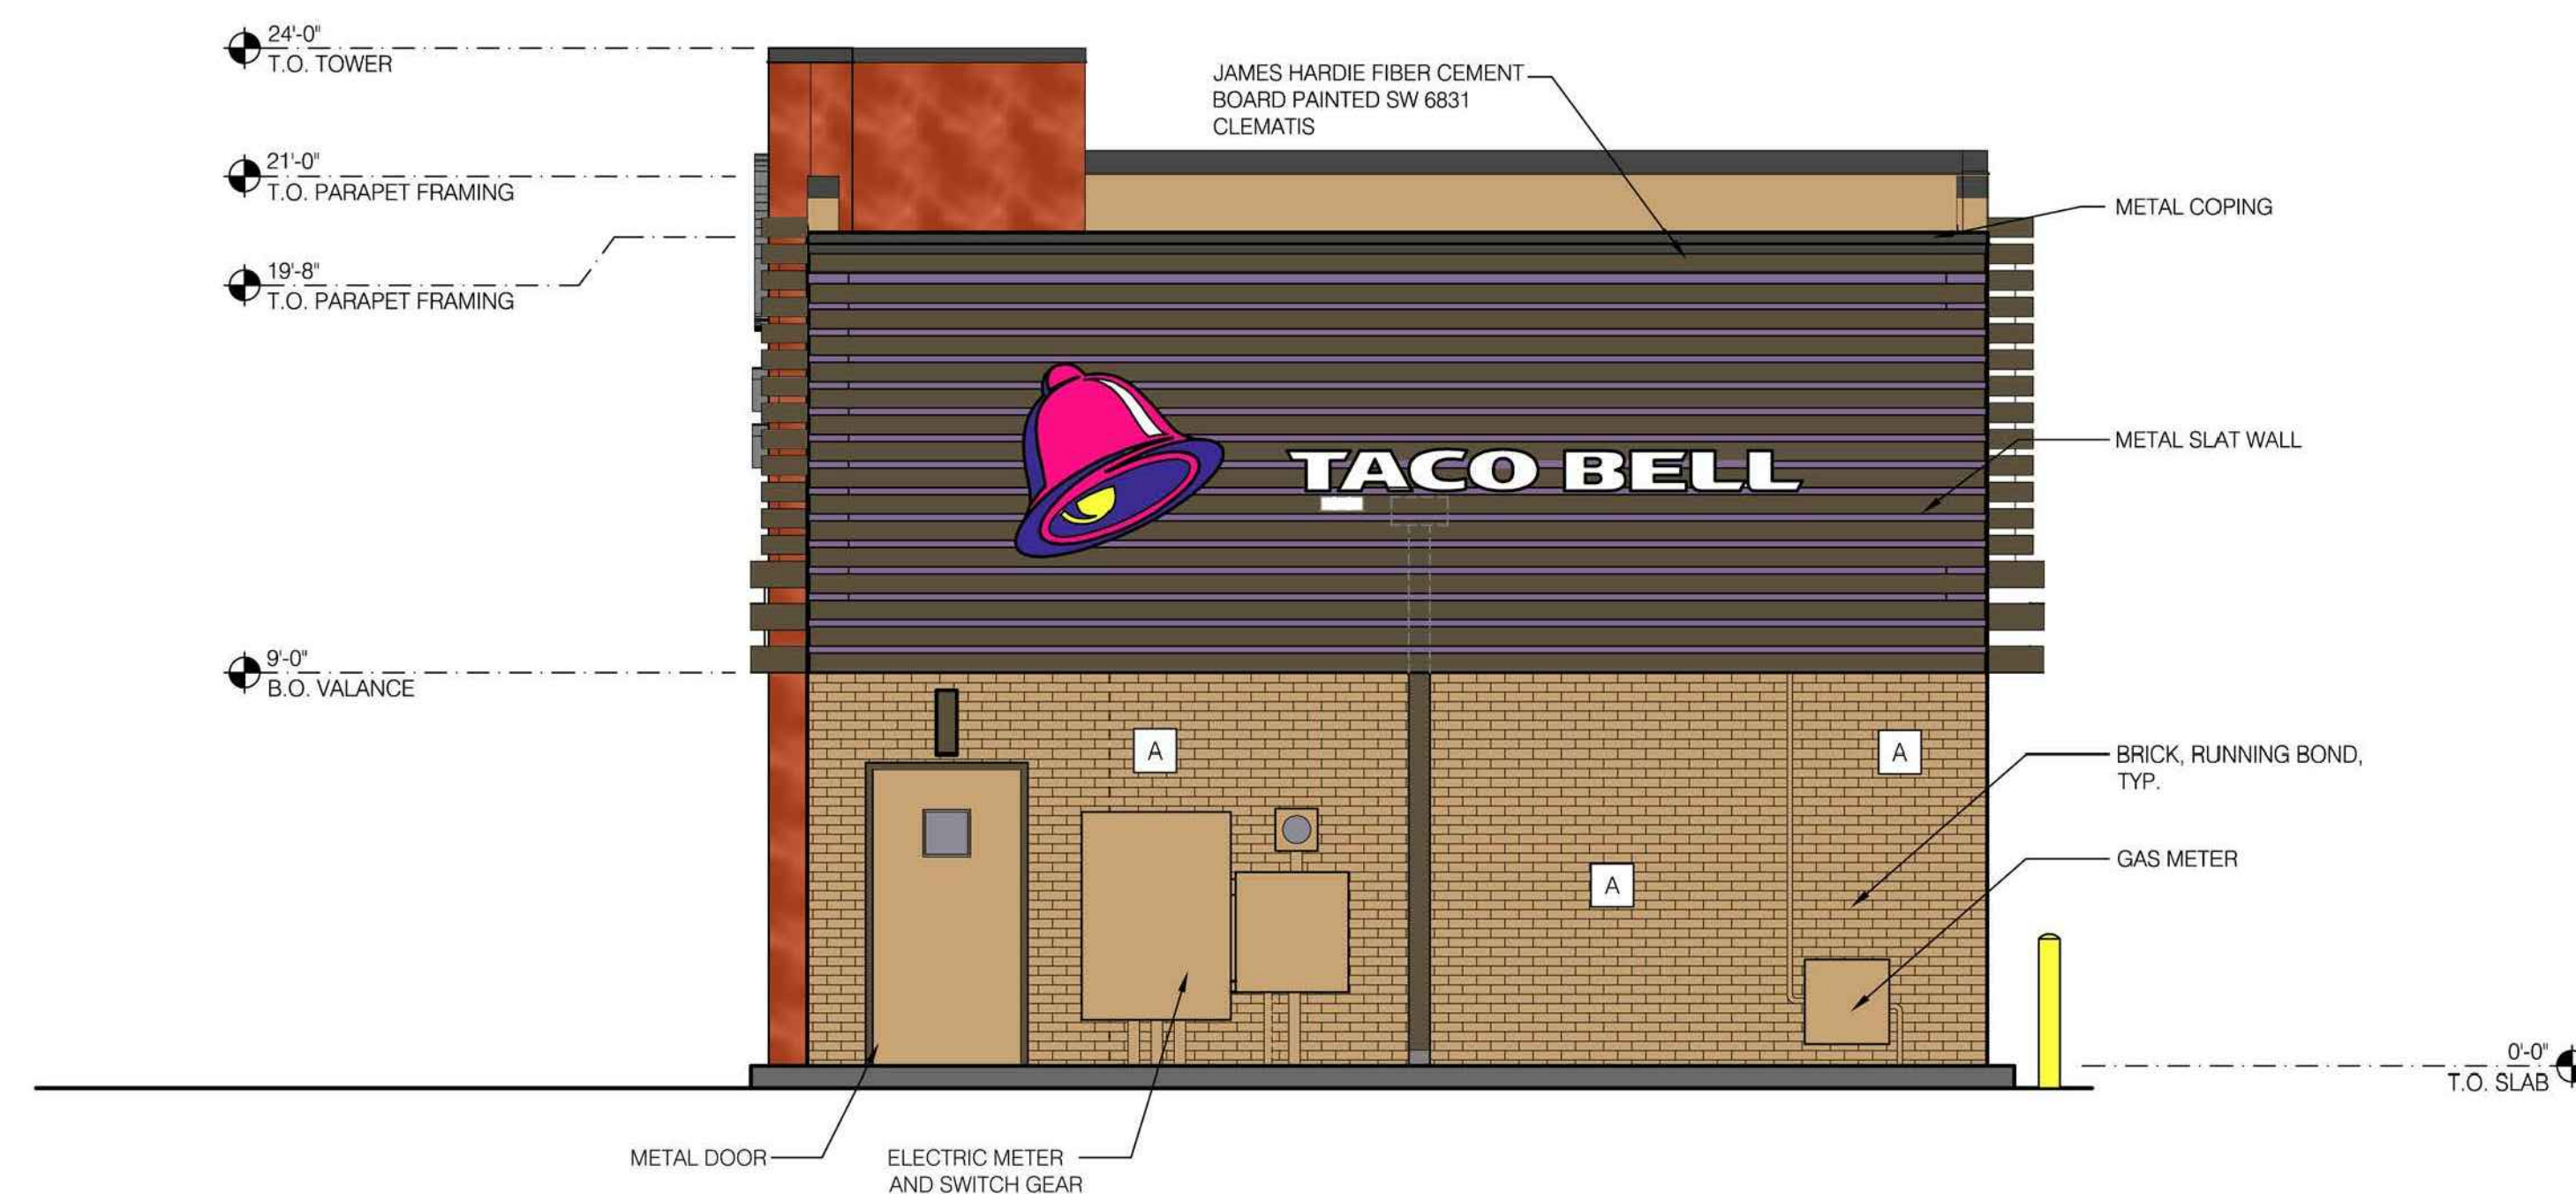 24'-0"
T.O. TOWER
21'-0"
T.O. PARAPET FRAMING
19'-8"
T.O. PARAPET FRAMING
9'-0"
B.O. VALANCE
JAMES HARDIE FIBER CEMENT
BOARD PAINTED SW 6831
CLEMATIS
METAL COPING
METAL SLAT WALL
TACO BELL
A
A
A
BRICK, RUNNING BOND,
TYP.
GAS METER
0'-0"
T.O. SLAB
METAL DOOR
ELECTRIC METER
AND SWITCH GEAR